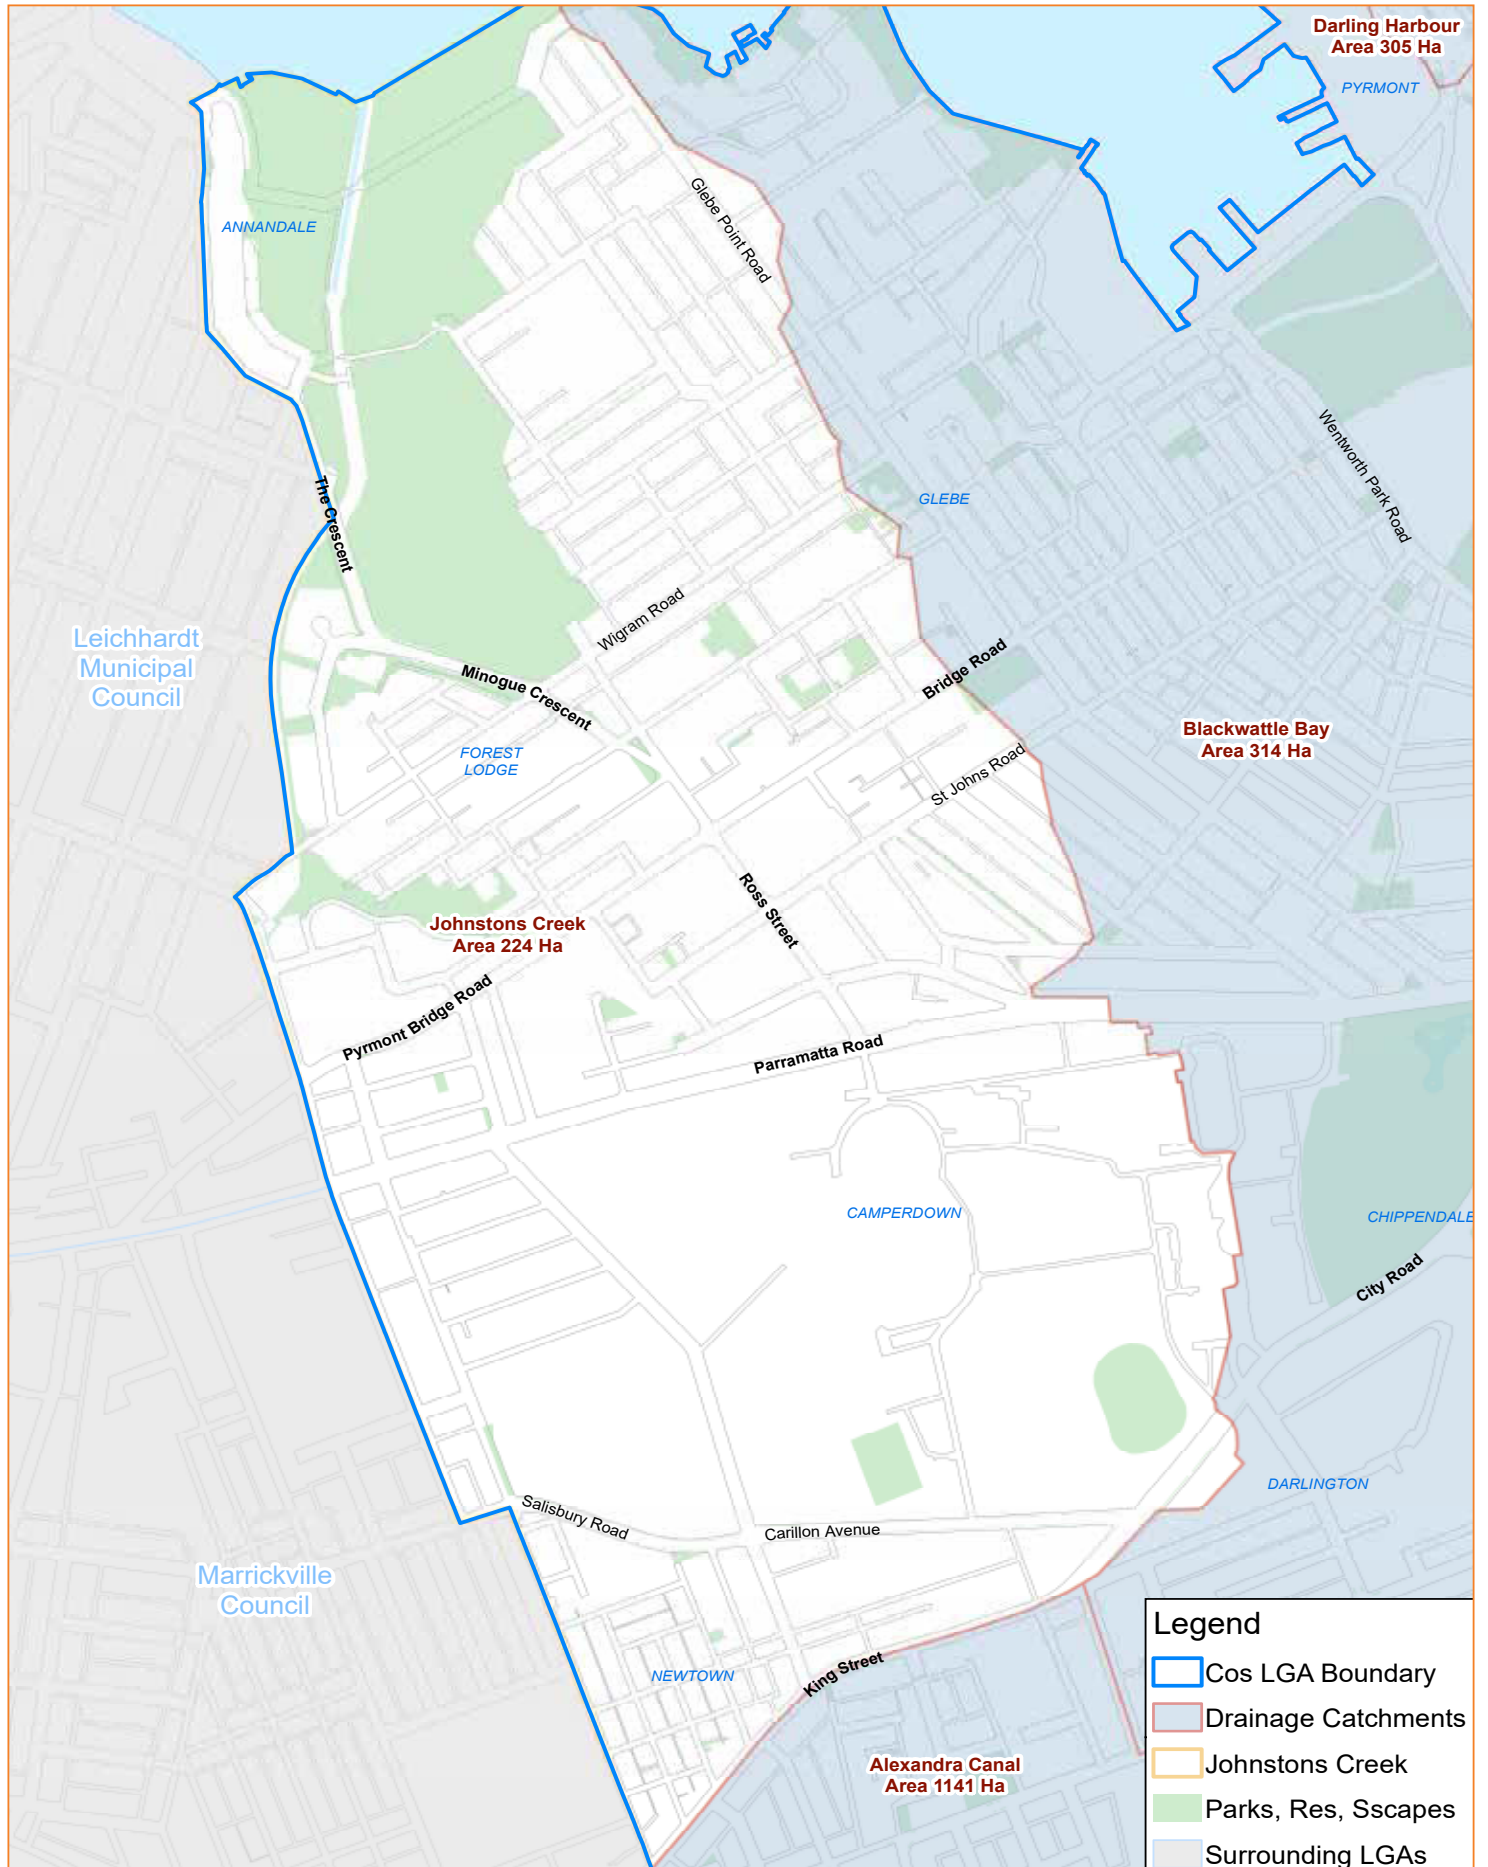 Darling Harbour
Area 305 Ha
PYRMONT
Glebe Point Road
ANNANDALE
Wentworth Park Road
GLEBE
The Crescent
Wigram Road
Leichhardt
Municipal
Council
Bridge Road
Minogue Crescent
Blackwattle Bay
Area 314 Ha
FOREST
LODGE
St Johns Road
Ross Street
Johnstons Creek
Area 224 Ha
Pyrmont Bridge Road
Parramatta Road
CAMPERDOWN
CHIPPENDALE
City Road
DARLINGTON
Salisbury Road
Carillon Avenue
Marrickville
Council
NEWTOWN
King Street
Alexandra Canal
Area 1141 Ha
Legend
Cos LGA Boundary
Drainage Catchments
Johnstons Creek
Parks, Res, Sscapes
Surrounding LGAs